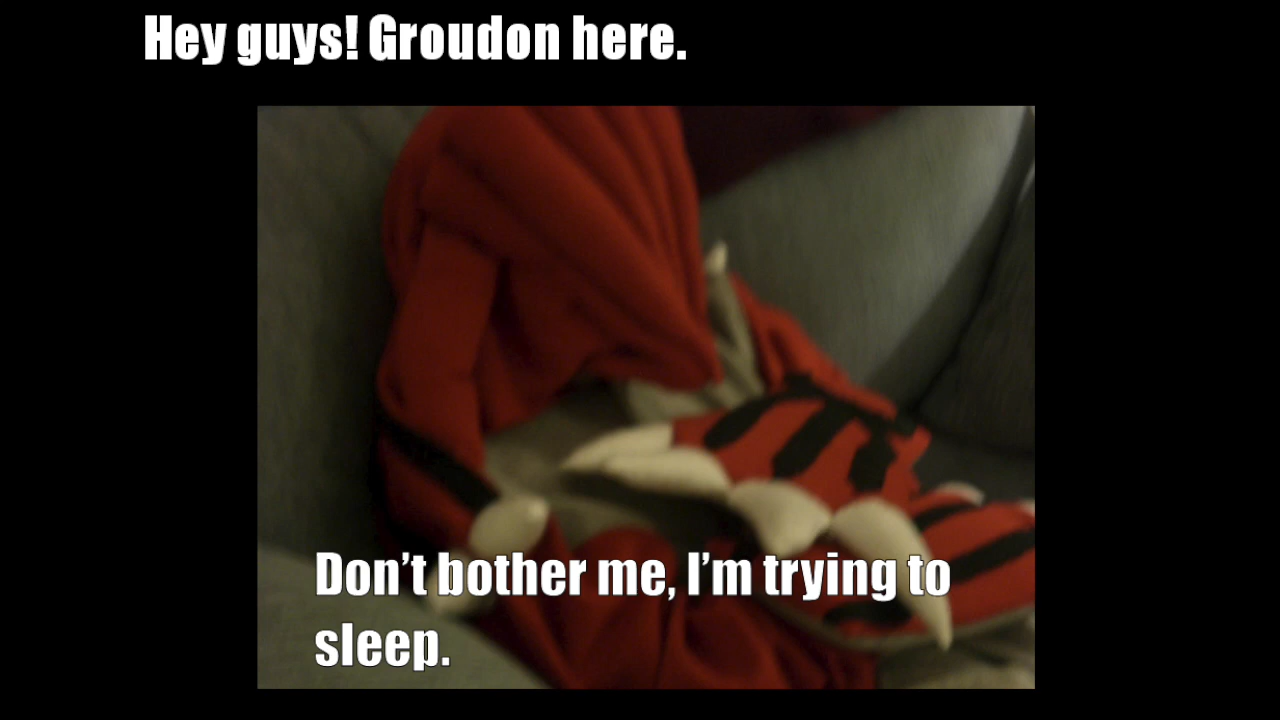 Hey guys! Groudon here.
Don’t bother me, I’m trying to
sleep.